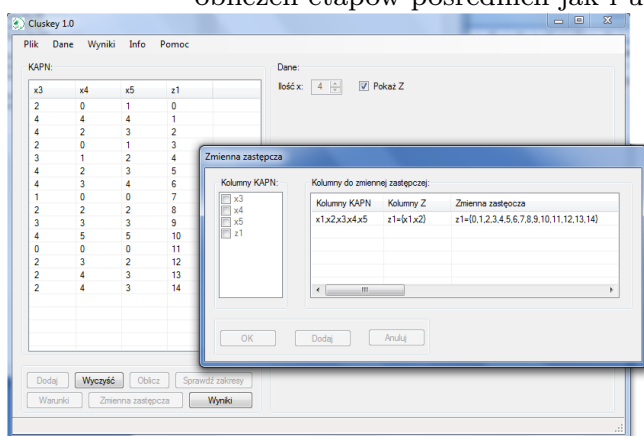 obliczeń etapów pośrednich jak i
Cluskey 1.0
Plik Dane Wyniki Info Pomoc
KAPN:
x3 x4 x5 z1
2 0 1 0
4 4 4 1
4 2 3 2
2 0 1 3
3 1 2 4
4 2 3 5
4 3 4 6
1 0 0 7
2 2 2 8
3 3 3 9
4 5 5 10
0 0 0 11
2 3 2 12
2 4 3 13
2 4 3 14
Dodaj Wyczyść Oblicz Sprawdź zakresy
Warunki Zmienna zastępcza Wyniki
Dane:
Ilość x: 4 Pokaż Z
Zmienna zastępcza
Kolumny KAPN:
x3
x4
x5
z1
Kolumny do zmiennej zastępczej:
Kolumny KAPN Kolumny Z Zmienna zastęocza
x1,x2,x3,x4,x5 z1={x1,x2} z1={0,1,2,3,4,5,6,7,8,9,10,11,12,13,14}
OK Dodaj Anuluj